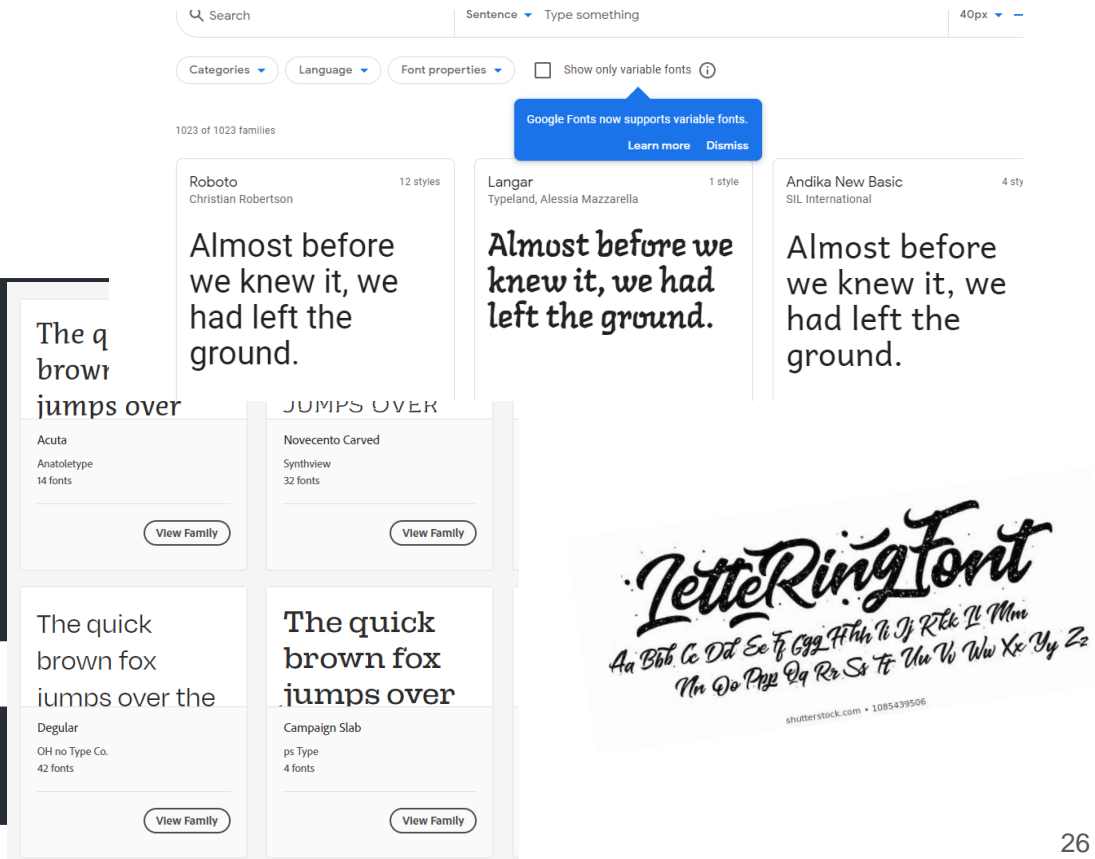 Search
Sentence Type something
40px
Categories
Language
Font properties
Show only variable fonts
Google Fonts now supports variable fonts.
Learn more Dismiss
1023 of 1023 families
Roboto 12 styles
Christian Robertson
Almost before
we knew it, we
had left the
ground.
Langar 1 style
Typeland, Alessia Mazzarella
Almost before we
knew it, we had
left the ground.
Andika New Basic 4 sty
SIL International
Almost before
we knew it, we
had left the
ground.
The q
brown
jumps over
Acuta
Anatoletype
14 fonts
View Family
JUMPS OVER
Novecento Carved
Synthview
32 fonts
View Family
The quick
brown fox
jumps over the
Degular
OH no Type Co.
42 fonts
View Family
The quick
brown fox
jumps over
Campaign Slab
ps Type
4 fonts
View Family
LetteRingFont
Aa Bbb Cc Dd Ee Ff Ggg Hhh Ii Jj Kkk Ll Mm
Nn Oo Ppp Qq Rr Ss Tt Uu Vv Ww Xx Yy Zz
shutterstock.com • 1085439506
26